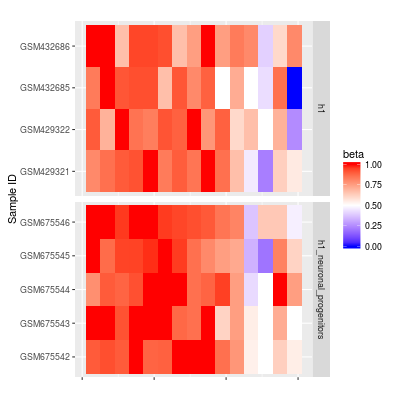 GSM432686
GSM432685
GSM429322
GSM429321
h1
GSM675546
GSM675545
GSM675544
GSM675543
GSM675542
h1_neuronal_progenitors
Sample ID
beta
1.00
0.75
0.50
0.25
0.00